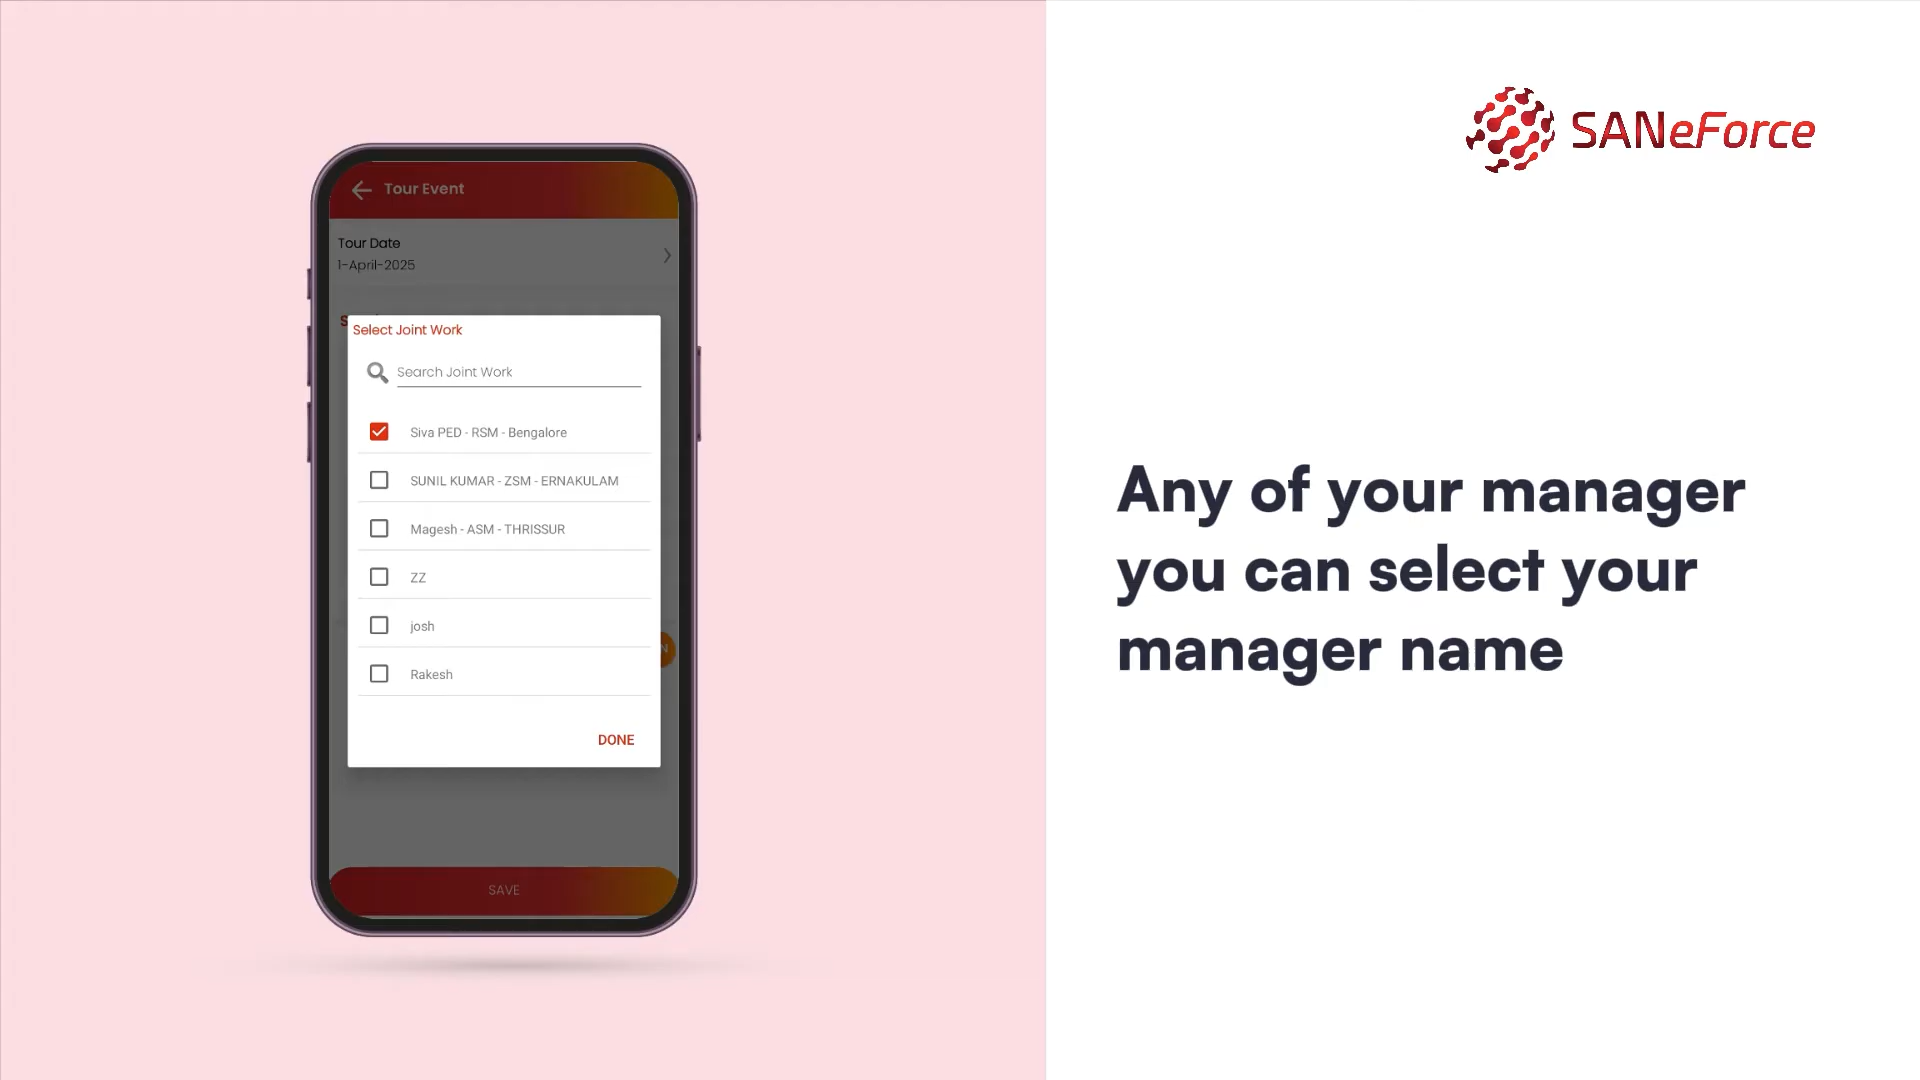 SANeForce
Tour Event
Tour Date
1-April-2025
Select Joint Work
Search Joint Work
Siva PED - RSM - Bengalore
SUNIL KUMAR - ZSM - ERNAKULAM
Magesh - ASM - THRISSUR
ZZ
josh
Rakesh
DONE
SAVE
Any of your manager
you can select your
manager name